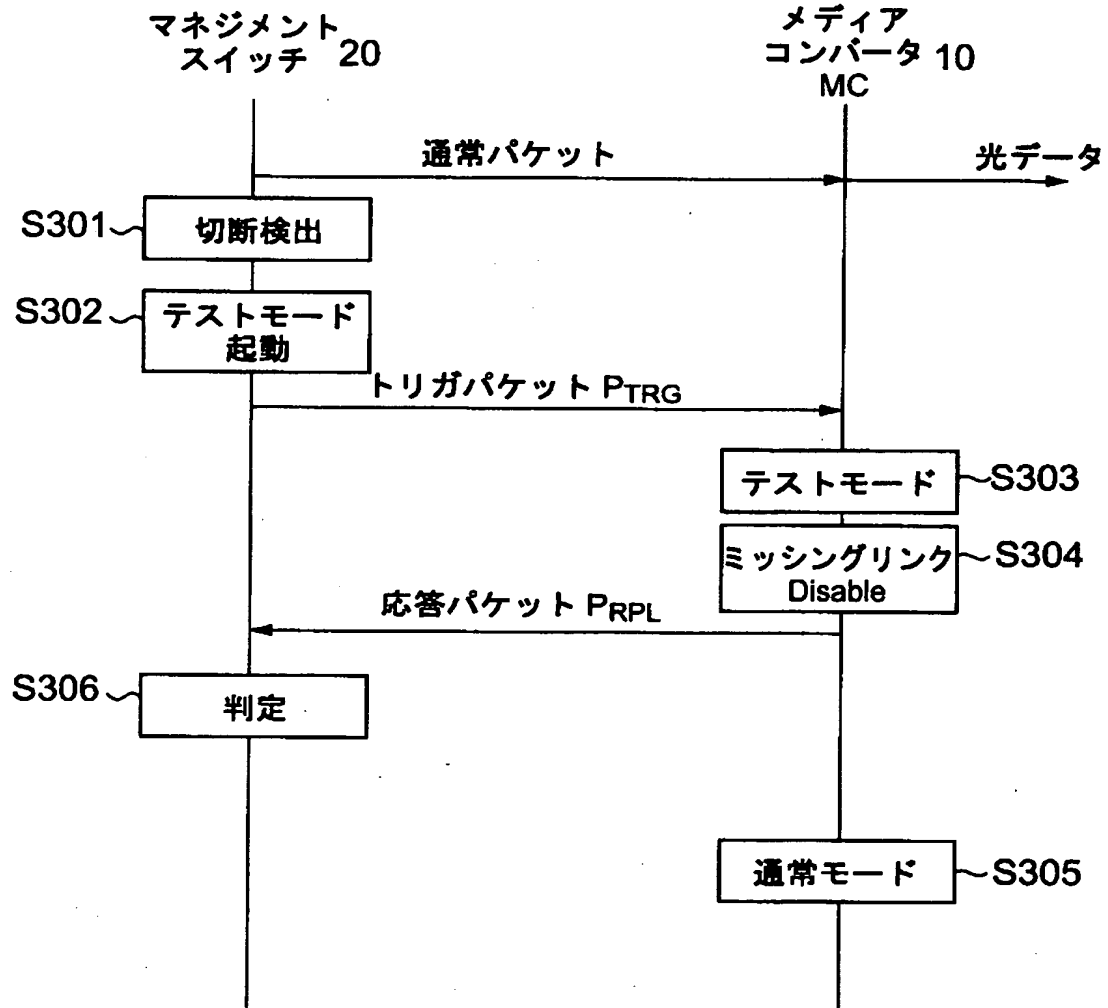 マネジメント
スイッチ 20
メディア
コンバータ 10
MC
通常パケット
光データ
S301
切断検出
S302
テストモード
起動
トリガパケット PTRG
テストモード
S303
ミッシングリンク
Disable
S304
応答パケット PRPL
S306
判定
通常モード
S305